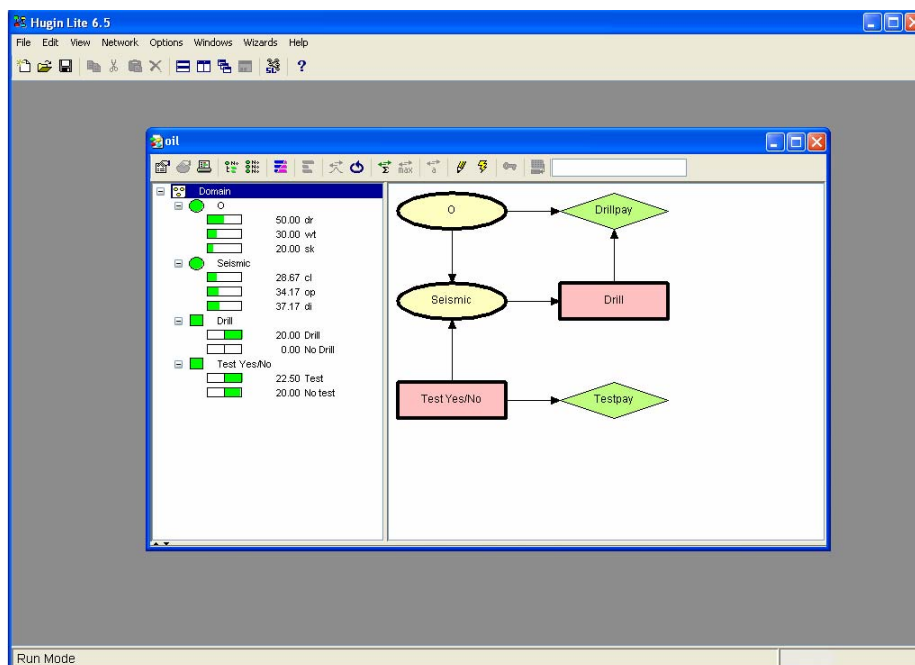 Hugin Lite 6.5
File Edit View Network Options Windows Wizards Help
oil
Domain
O
50.00 dr
30.00 wt
20.00 sk
Seismic
28.67 cl
34.17 op
37.17 di
Drill
20.00 Drill
0.00 No Drill
Test Yes/No
22.50 Test
20.00 No test
O
Drillpay
Seismic
Drill
Test Yes/No
Testpay
Run Mode